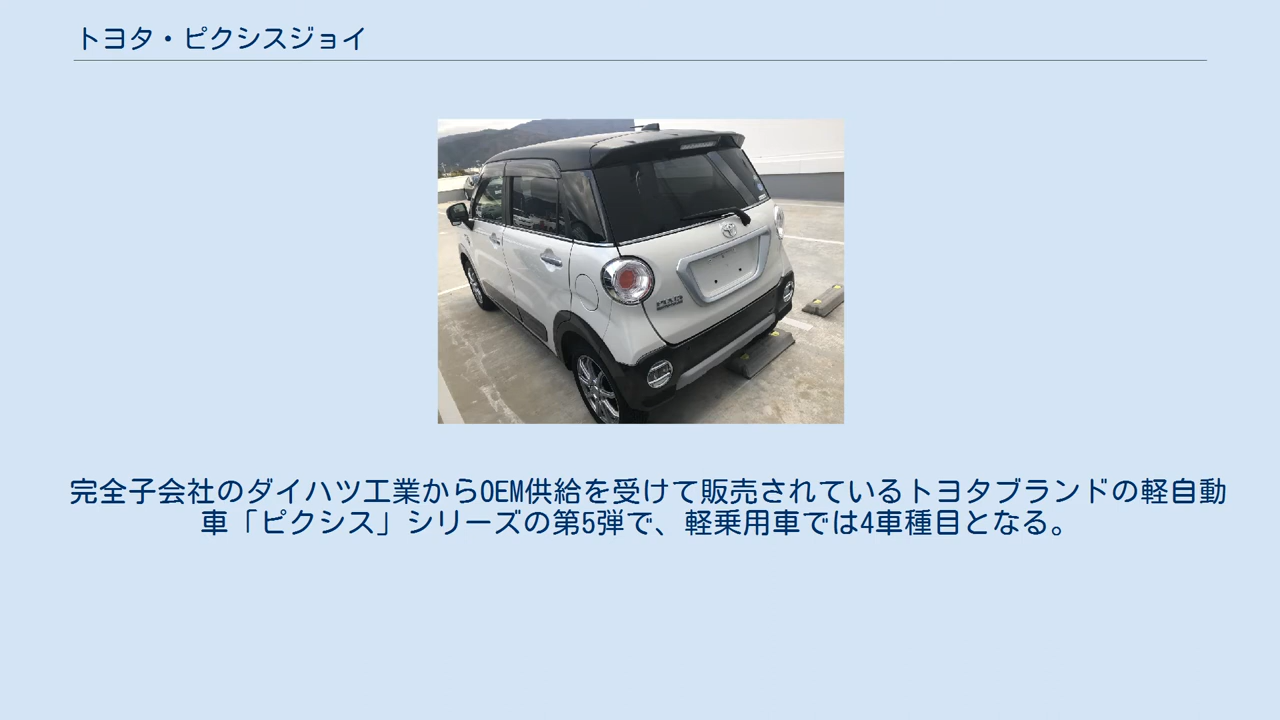 トヨタ・ピクシスジョイ
完全子会社のダイハツ工業からOEM供給を受けて販売されているトヨタブランドの軽自動
車「ピクシス」シリーズの第5弾で、軽乗用車では4車種目となる。